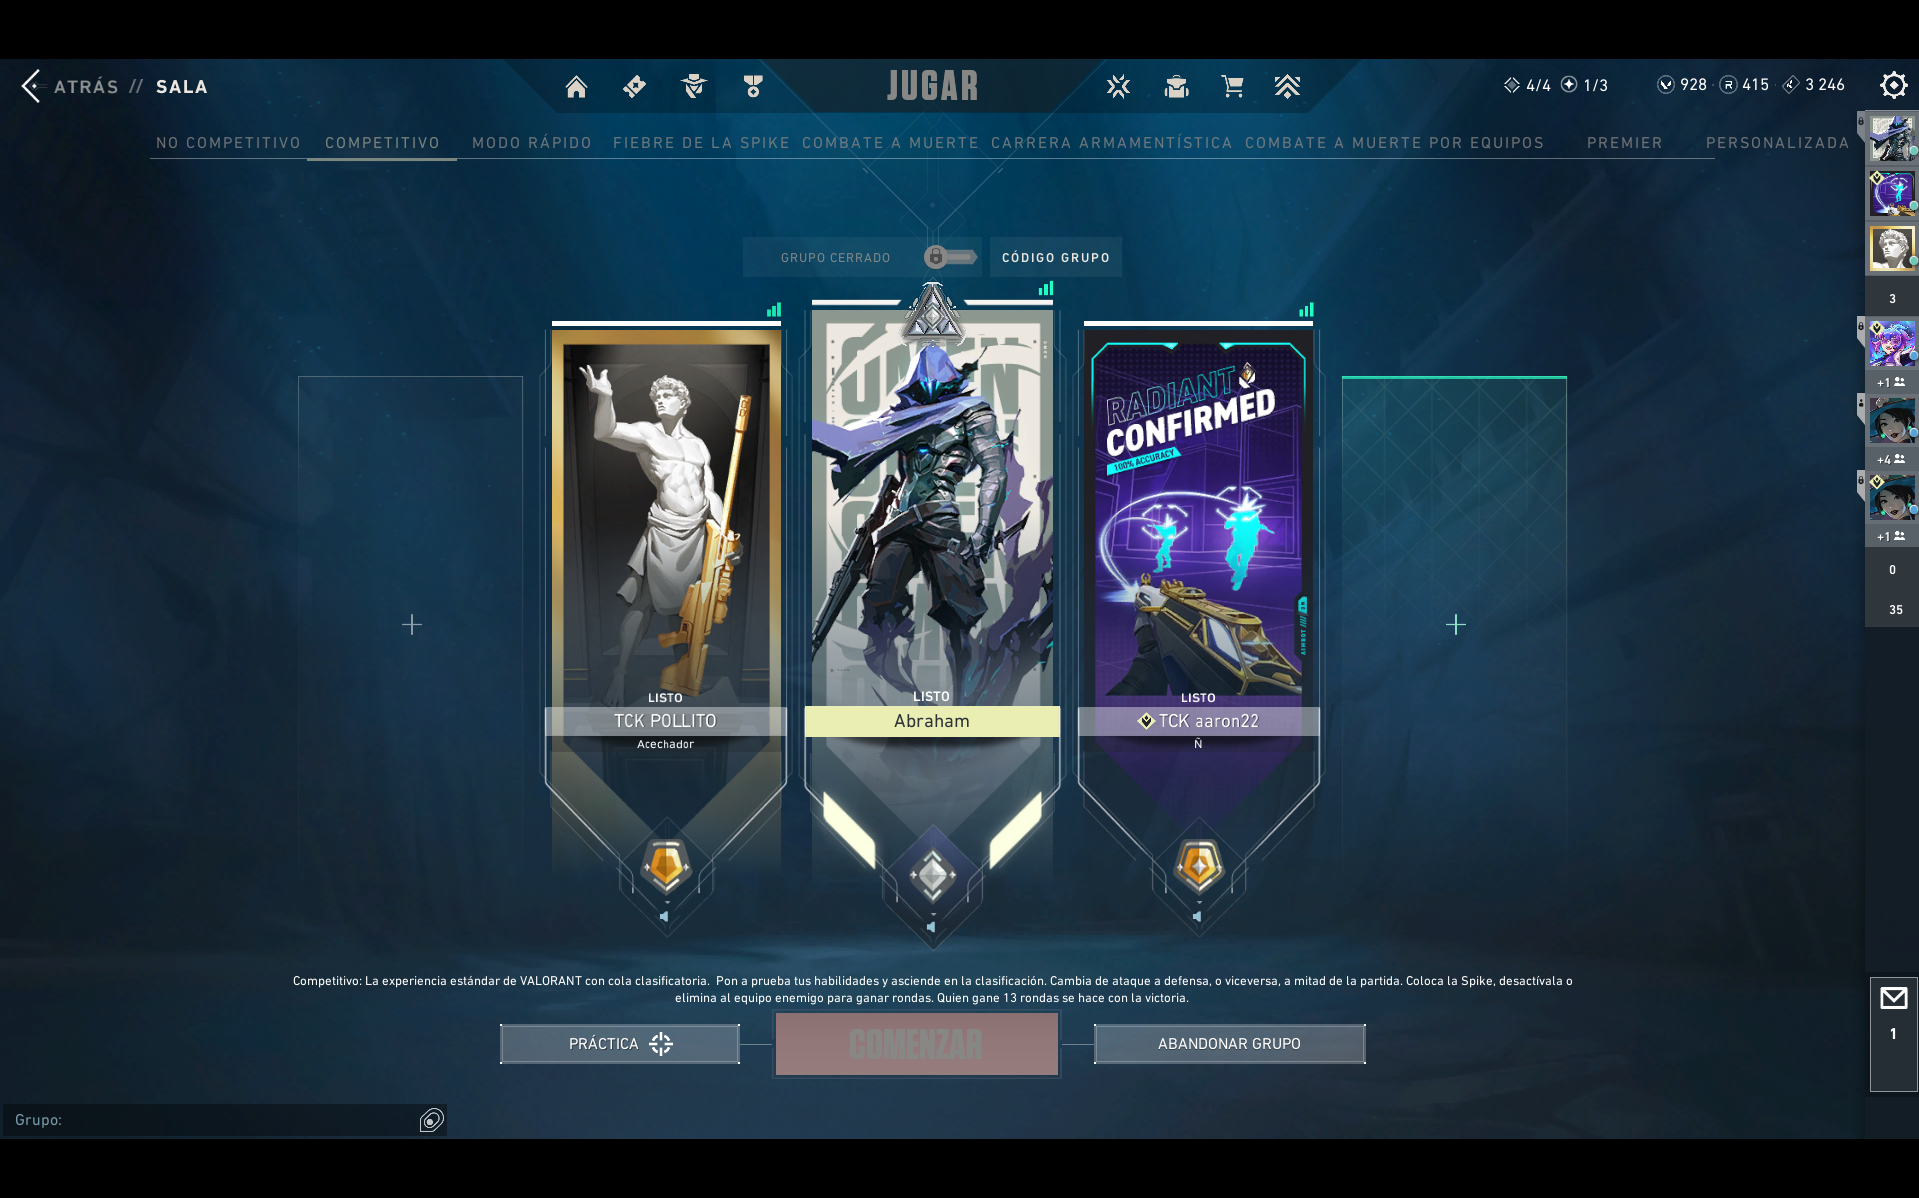 ATRÁS // SALA
JUGAR
4/4 1/3 928 415 3 246
NO COMPETITIVO COMPETITIVO MODO RÁPIDO FIEBRE DE LA SPIKE COMBATE A MUERTE CARRERA ARMAMENTÍSTICA COMBATE A MUERTE POR EQUIPOS PREMIER PERSONALIZADA
GRUPO CERRADO
CÓDIGO GRUPO
RADIANT
CONFIRMED
100% ACCURACY
AIMBOT
LISTO
TCK POLLITO
Acechador
LISTO
Abraham
LISTO
TCK aaron22
Ñ
3
+1
+4
+1
0
35
Competitivo: La experiencia estándar de VALORANT con cola clasificatoria. Pon a prueba tus habilidades y asciende en la clasificación. Cambia de ataque a defensa, o viceversa, a mitad de la partida. Coloca la Spike, desactívala o
elimina al equipo enemigo para ganar rondas. Quien gane 13 rondas se hace con la victoria.
PRÁCTICA
COMENZAR
ABANDONAR GRUPO
1
Grupo: